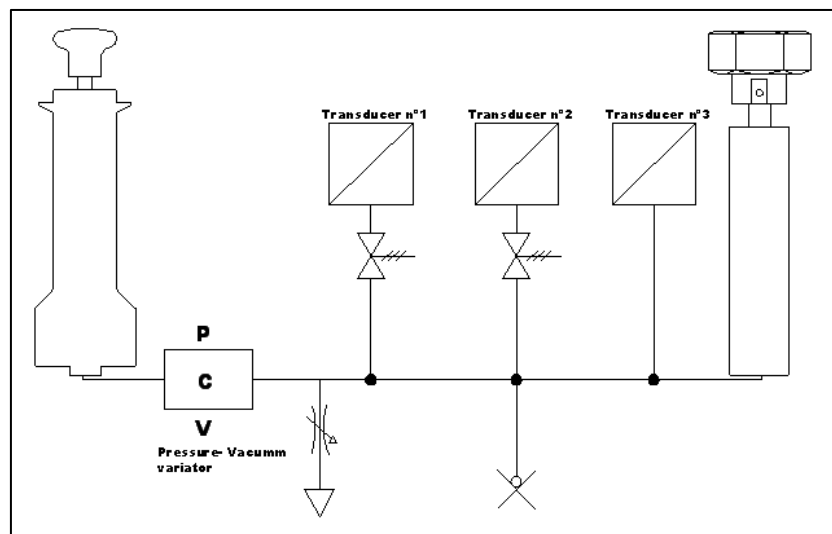 Transducer n°1
Transducer n°2
Transducer n°3
P
C
V
Pressure- Vacumm
variator